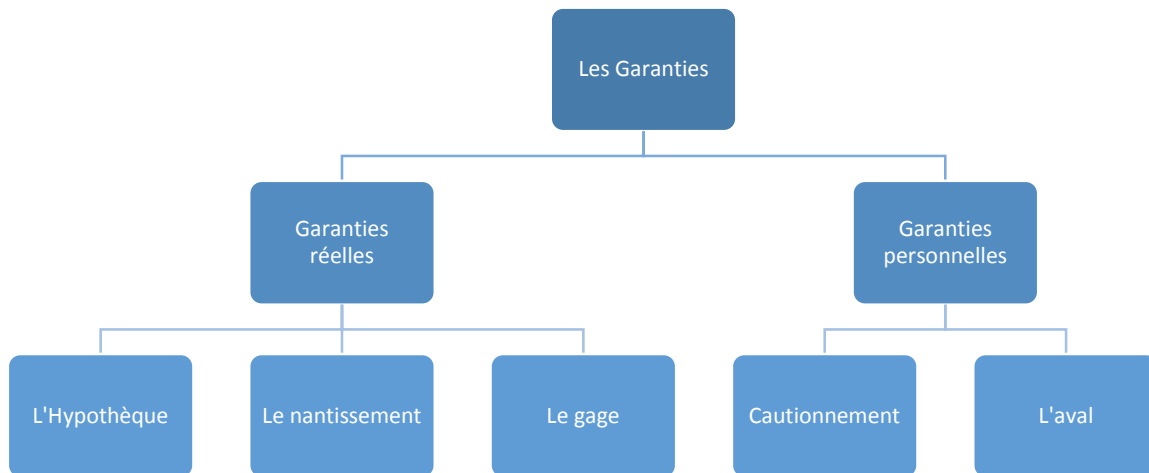 Les Garanties
Garanties
réelles
Garanties
personnelles
L'Hypothèque
Le nantissement
Le gage
Cautionnement
L'aval